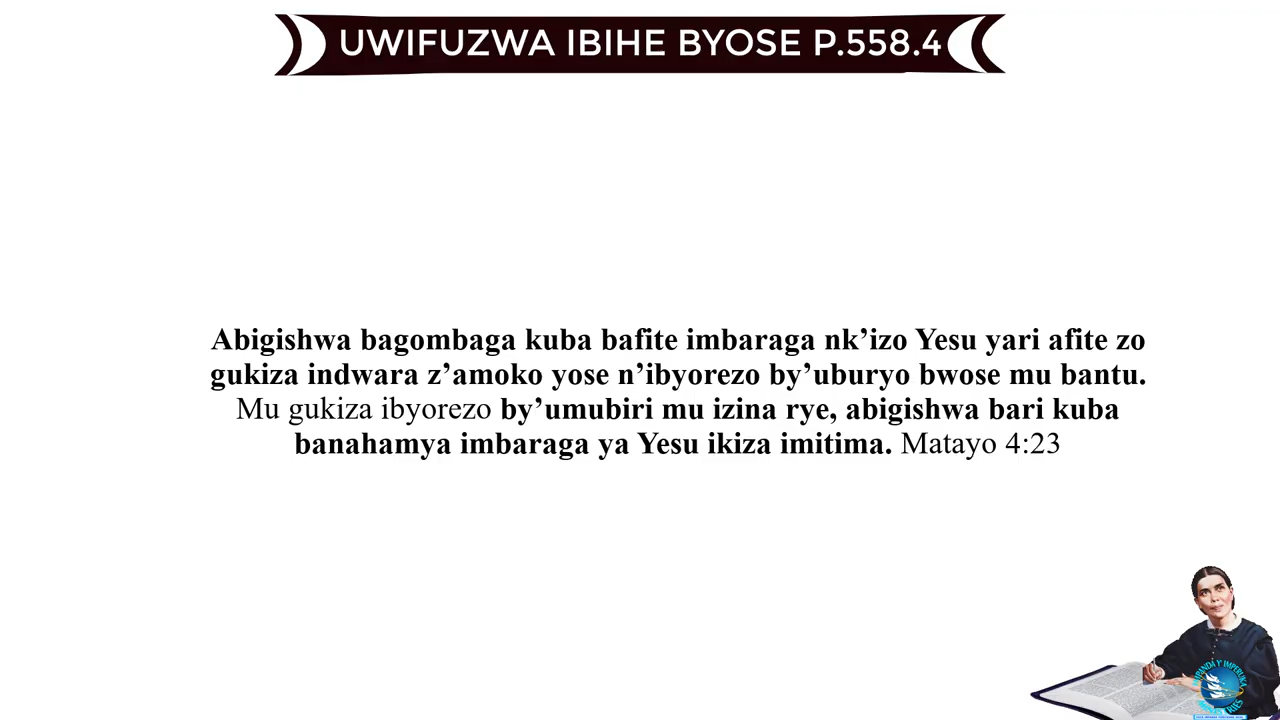 UWIFUZWA IBIHE BYOSE P.558.4
Abigishwa bagombaga kuba bafite imbaraga nk’izo Yesu yari afite zo
gukiza indwara z’amoko yose n’ibyorezo by’uburyo bwose mu bantu.
Mu gukiza ibyorezo by’umubiri mu izina rye, abigishwa bari kuba
banahamya imbaraga ya Yesu ikiza imitima. Matayo 4:23